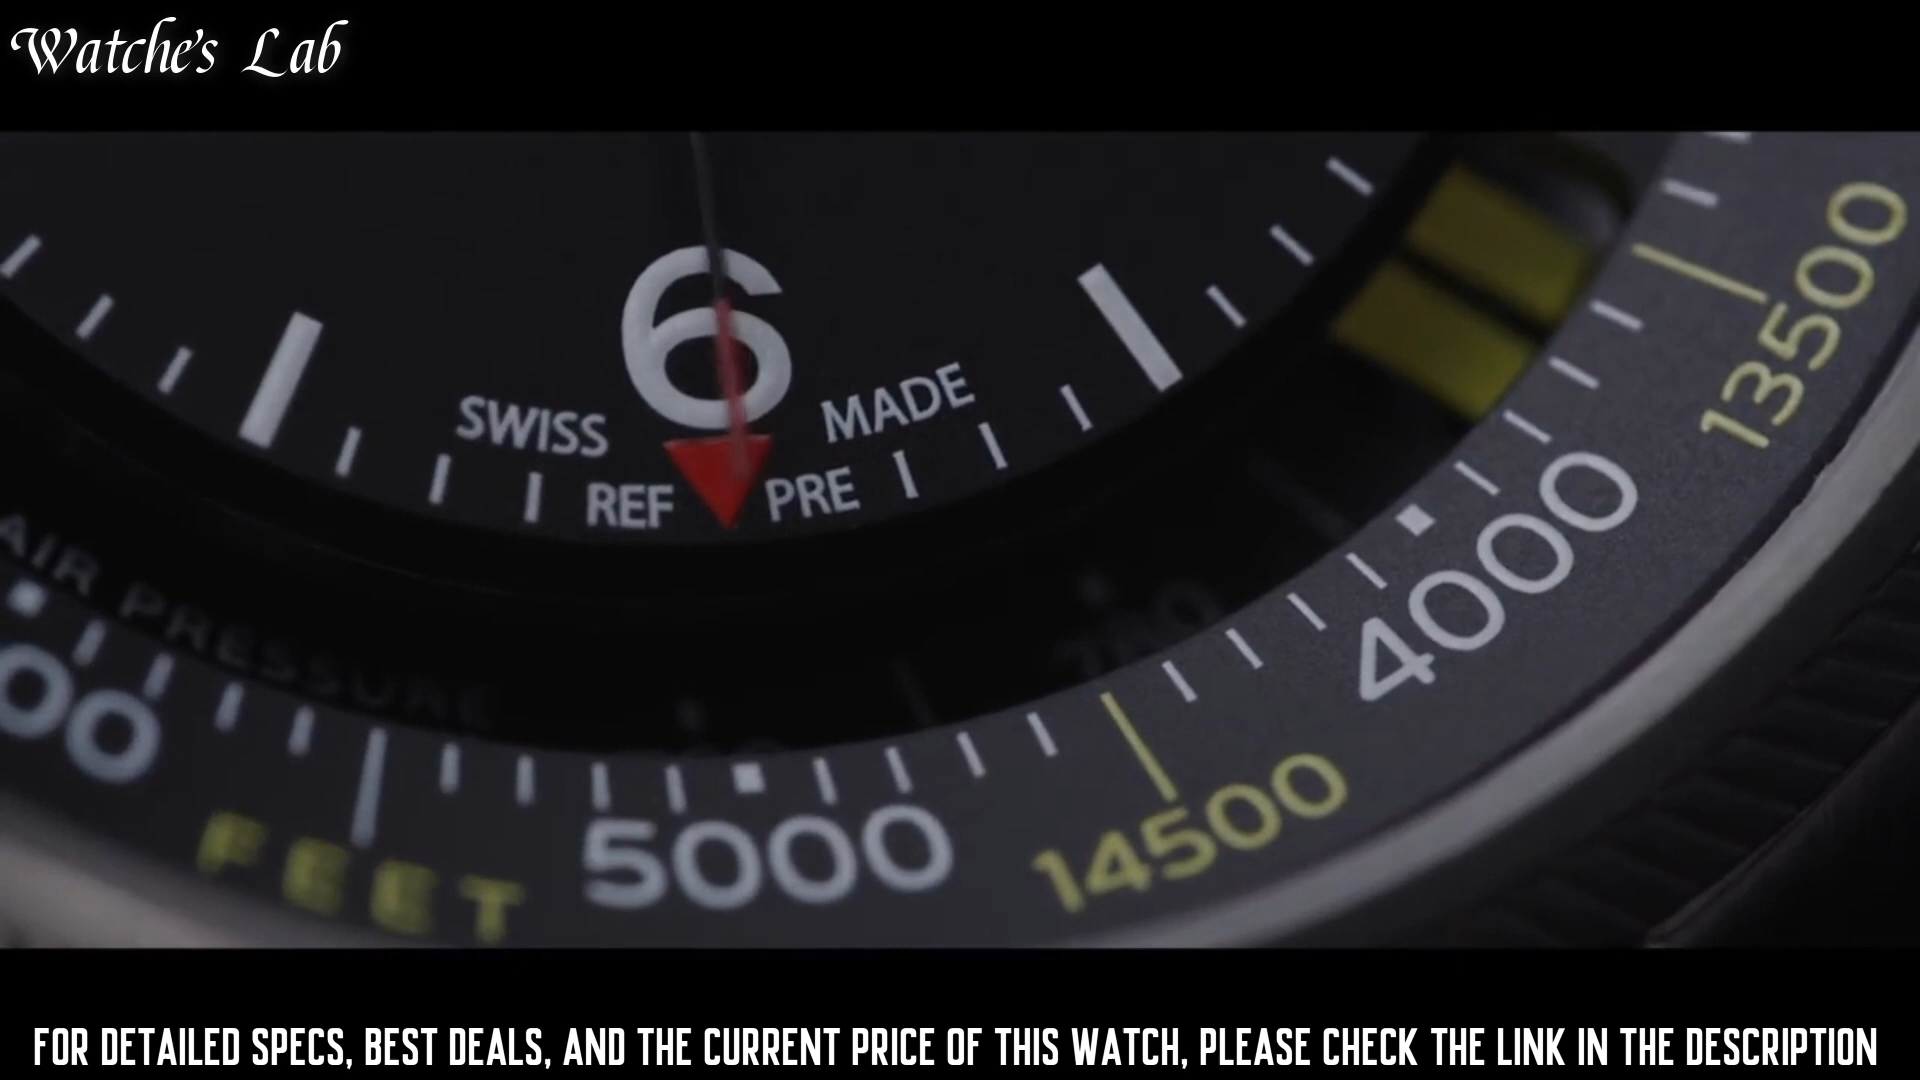 Watche's Lab
6
SWISS
MADE
REF
PRE
AIR PRESSURE
13500
4000
14500
5000
FEET
00
FOR DETAILED SPECS, BEST DEALS, AND THE CURRENT PRICE OF THIS WATCH, PLEASE CHECK THE LINK IN THE DESCRIPTION